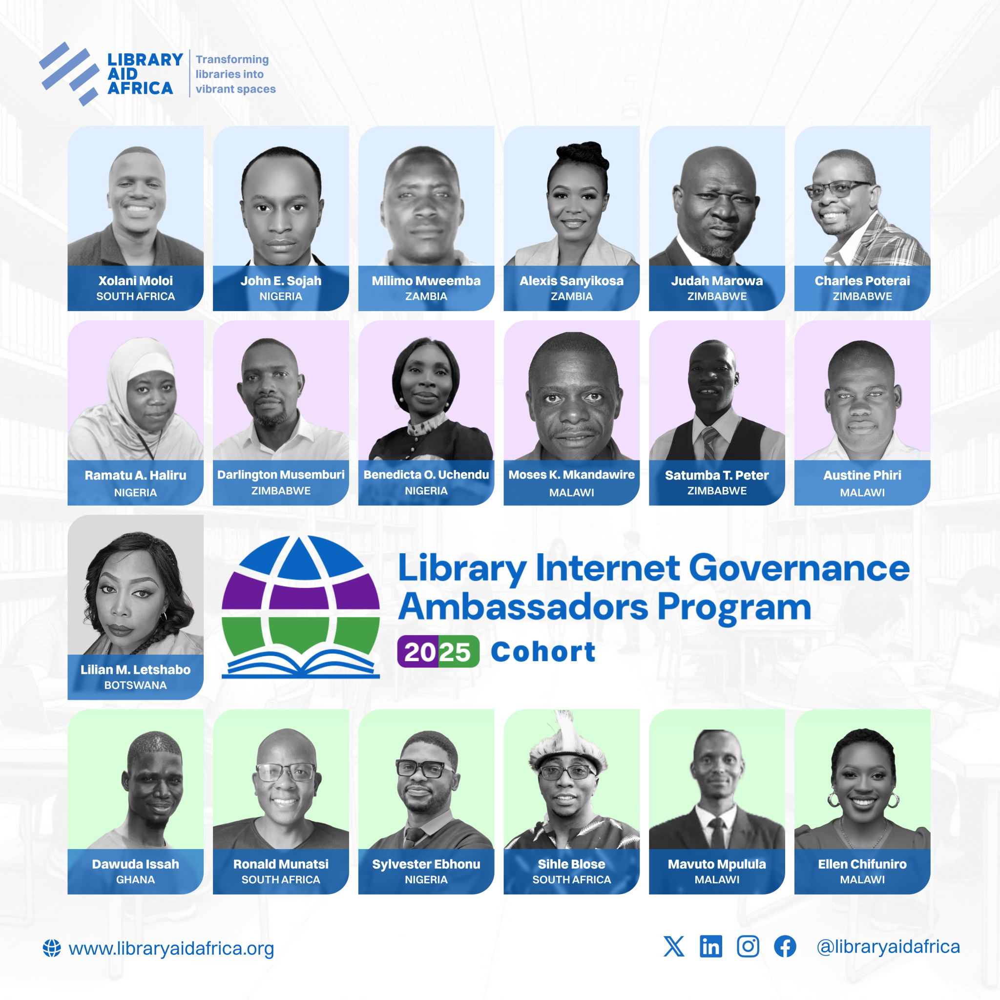 LIBRARY
AID
AFRICA
Transforming
libraries into
vibrant spaces
Xolani Moloi
SOUTH AFRICA
John E. Sojah
NIGERIA
Milimo Mweemba
ZAMBIA
Alexis Sanyikosa
ZAMBIA
Judah Marowa
ZIMBABWE
Charles Poterai
ZIMBABWE
Ramatu A. Haliru
NIGERIA
Darlington Musemburi
ZIMBABWE
Benedicta O. Uchendu
NIGERIA
Moses K. Mkandawire
MALAWI
Satumba T. Peter
ZIMBABWE
Austine Phiri
MALAWI
Lilian M. Letshabo
BOTSWANA
Library Internet Governance
Ambassadors Program
2025 Cohort
Dawuda Issah
GHANA
Ronald Munatsi
SOUTH AFRICA
Sylvester Ebhonu
NIGERIA
Sihle Blose
SOUTH AFRICA
Mavuto Mpulula
MALAWI
Ellen Chifuniro
MALAWI
www.libraryaidafrica.org
@libraryaidafrica